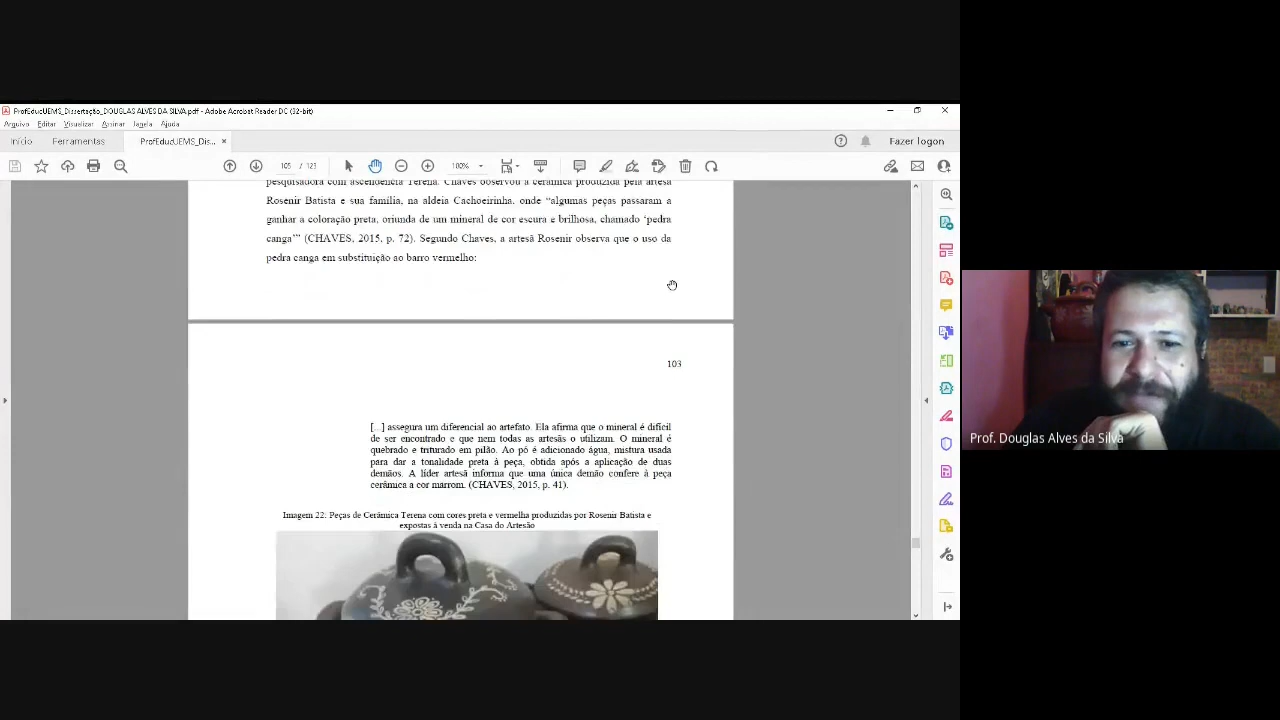 ProfEducUEMS_Dissertação_DOUGLAS ALVES DA SILVA.pdf - Adobe Acrobat Reader DC (32-bit)
Arquivo Editar Visualizar Assinar Janela Ajuda
Início Ferramentas ProfEducUEMS_Dis... × Fazer logon
105 / 123 100%
pesquisadora com ascendência Terena. Chaves observou a cerâmica produzida pela artesã
Rosenir Batista e sua família, na aldeia Cachoeirinha, onde “algumas peças passaram a
ganhar a coloração preta, oriunda de um mineral de cor escura e brilhosa, chamado ‘pedra
canga’” (CHAVES, 2015, p. 72). Segundo Chaves, a artesã Rosenir observa que o uso da
pedra canga em substituição ao barro vermelho:
103
[...] assegura um diferencial ao artefato. Ela afirma que o mineral é difícil
de ser encontrado e que nem todas as artesãs o utilizam. O mineral é
quebrado e triturado em pilão. Ao pó é adicionado água, mistura usada
para dar a tonalidade preta à peça, obtida após a aplicação de duas
demãos. A líder artesã informa que uma única demão confere à peça
cerâmica a cor marrom. (CHAVES, 2015, p. 41).
Imagem 22: Peças de Cerâmica Terena com cores preta e vermelha produzidas por Rosenir Batista e
expostas à venda na Casa do Artesão
Prof. Douglas Alves da Silva